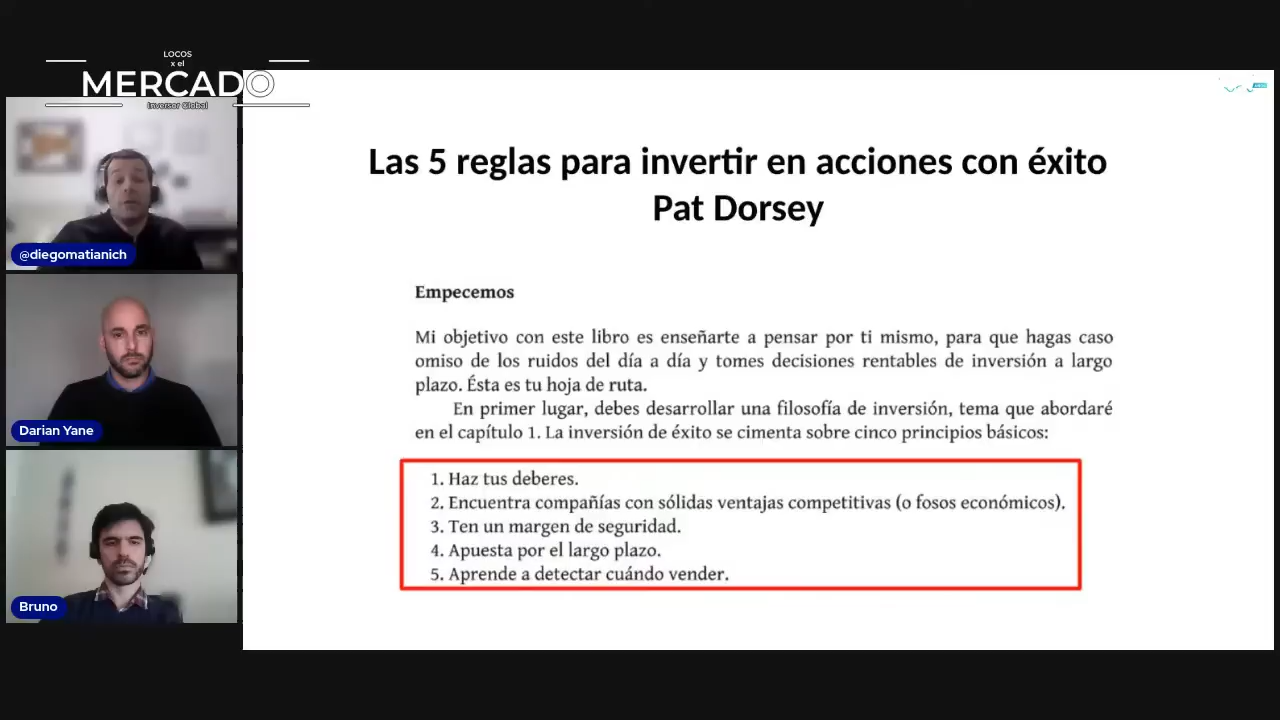 LOCOS
x el
MERCADO
Inversor Global
@diegomatianich
Darian Yane
Bruno
Las 5 reglas para invertir en acciones con éxito
Pat Dorsey
Empecemos
Mi objetivo con este libro es enseñarte a pensar por ti mismo, para que hagas caso
omiso de los ruidos del día a día y tomes decisiones rentables de inversión a largo
plazo. Ésta es tu hoja de ruta.
En primer lugar, debes desarrollar una filosofía de inversión, tema que abordaré
en el capítulo 1. La inversión de éxito se cimenta sobre cinco principios básicos:
1. Haz tus deberes.
2. Encuentra compañías con sólidas ventajas competitivas (o fosos económicos).
3. Ten un margen de seguridad.
4. Apuesta por el largo plazo.
5. Aprende a detectar cuándo vender.